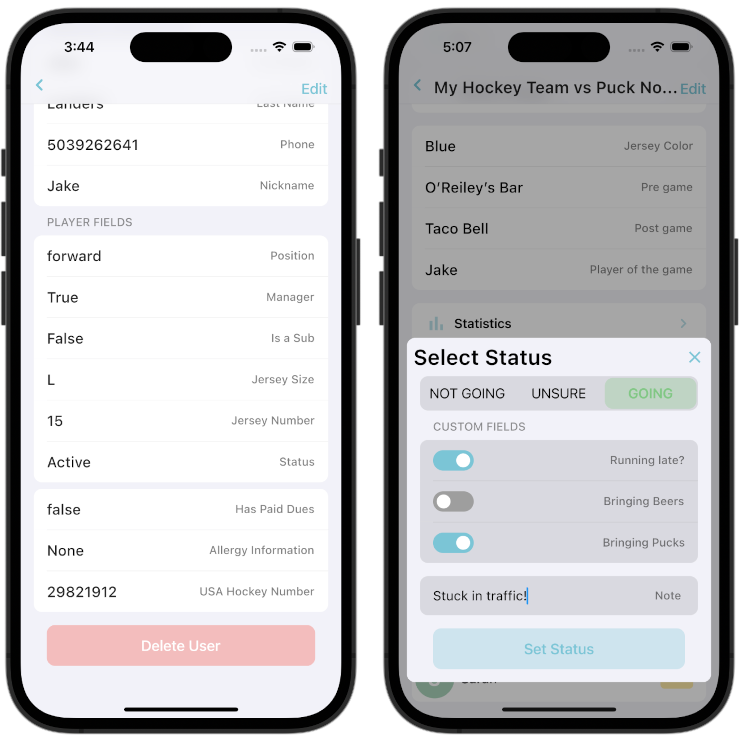 3:44
Edit
Landers Last Name
5039262641 Phone
Jake Nickname
PLAYER FIELDS
forward Position
True Manager
False Is a Sub
L Jersey Size
15 Jersey Number
Active Status
false Has Paid Dues
None Allergy Information
29821912 USA Hockey Number
Delete User
5:07
My Hockey Team vs Puck No... Edit
Blue Jersey Color
O'Reiley's Bar Pre game
Taco Bell Post game
Jake Player of the game
Statistics
Select Status
NOT GOING UNSURE GOING
CUSTOM FIELDS
Running late?
Bringing Beers
Bringing Pucks
Stuck in traffic! Note
Set Status